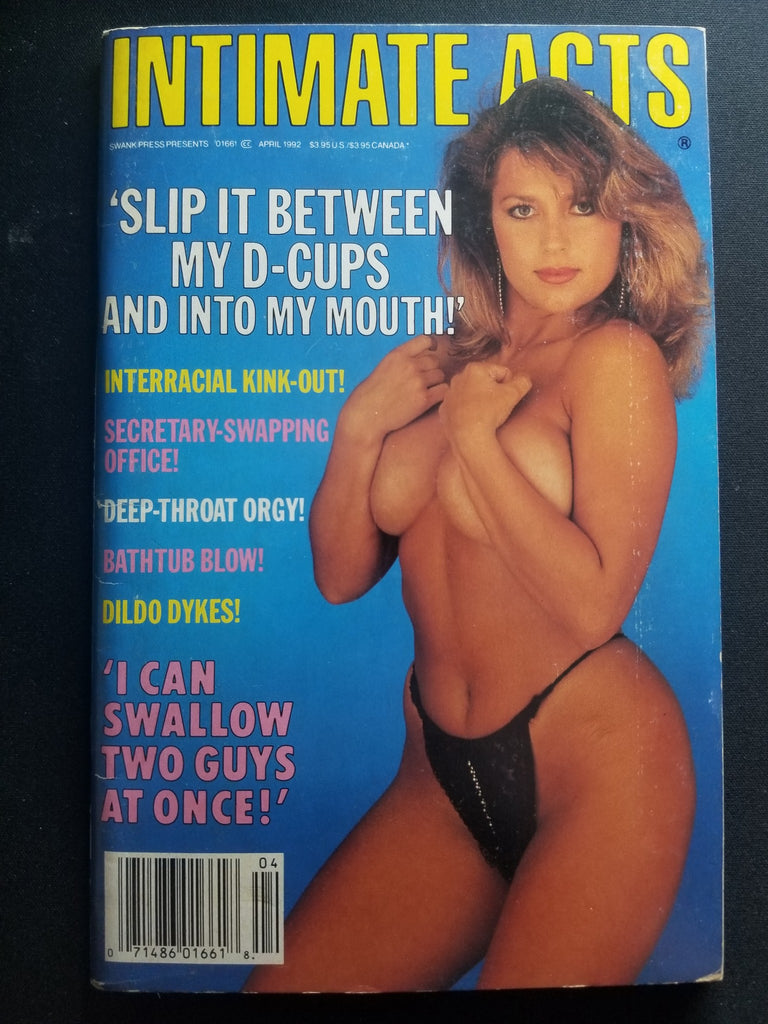 INTIMATE ACTS
SWANK PRESS PRESENTS 01661 APRIL 1992 $3.95 U.S./$3.95 CANADA
®
'SLIP IT BETWEEN
MY D-CUPS
AND INTO MY MOUTH!'
INTERRACIAL KINK-OUT!
SECRETARY-SWAPPING
OFFICE!
DEEP-THROAT ORGY!
BATHTUB BLOW!
DILDO DYKES!
'I CAN
SWALLOW
TWO GUYS
AT ONCE!'
04
0 71486 01661 8